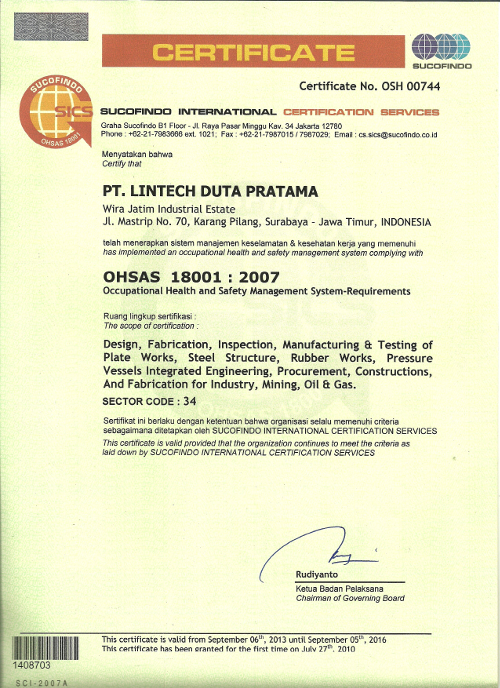 CERTIFICATE
SUCOFINDO
Certificate No. OSH 00744
SUCOFINDO
SICS
OHSAS 18001
SUCOFINDO INTERNATIONAL CERTIFICATION SERVICES
Graha Sucofindo B1 Floor - Jl. Raya Pasar Minggu Kav. 34 Jakarta 12780
Phone : +62-21-7983666 ext. 1021; Fax : +62-21-7987015 / 7987029; Email : cs.sics@sucofindo.co.id
Menyatakan bahwa
Certify that
PT. LINTECH DUTA PRATAMA
Wira Jatim Industrial Estate
Jl. Mastrip No. 70, Karang Pilang, Surabaya - Jawa Timur, INDONESIA
telah menerapkan sistem manajemen keselamatan & kesehatan kerja yang memenuhi
has implemented an occupational health and safety management system complying with
OHSAS 18001 : 2007
Occupational Health and Safety Management System-Requirements
Ruang lingkup sertifikasi :
The scope of certification :
Design, Fabrication, Inspection, Manufacturing & Testing of
Plate Works, Steel Structure, Rubber Works, Pressure
Vessels Integrated Engineering, Procurement, Constructions,
And Fabrication for Industry, Mining, Oil & Gas.
SECTOR CODE : 34
Sertifikat ini berlaku dengan ketentuan bahwa organisasi selalu memenuhi criteria
sebagaimana ditetapkan oleh SUCOFINDO INTERNATIONAL CERTIFICATION SERVICES
This certificate is valid provided that the organization continues to meet the criteria as
laid down by SUCOFINDO INTERNATIONAL CERTIFICATION SERVICES
Rudiyanto
Ketua Badan Pelaksana
Chairman of Governing Board
This certificate is valid from September 06th, 2013 until September 05th, 2016
This certificate has been granted for the first time on July 27th, 2010
1408703
SCI-2007A